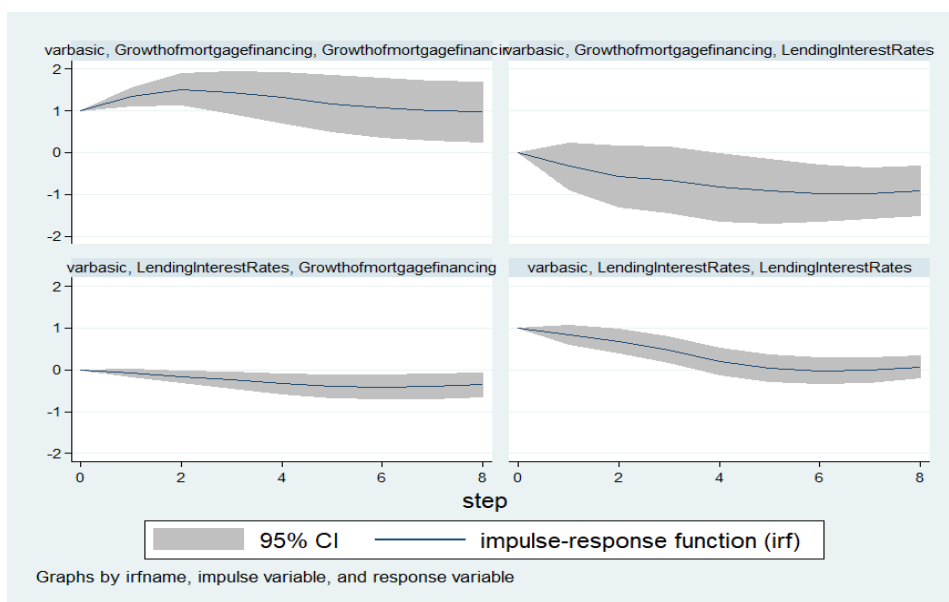 varbasic, Growthofmortgagefinancing, Growthofmortgagefinancin
varbasic, Growthofmortgagefinancing, LendingInterestRates
2
1
0
-1
-2
varbasic, LendingInterestRates, Growthofmortgagefinancing
varbasic, LendingInterestRates, LendingInterestRates
2
1
0
-1
-2
0 2 4 6 8
0 2 4 6 8
step
95% CI impulse-response function (irf)
Graphs by irfname, impulse variable, and response variable